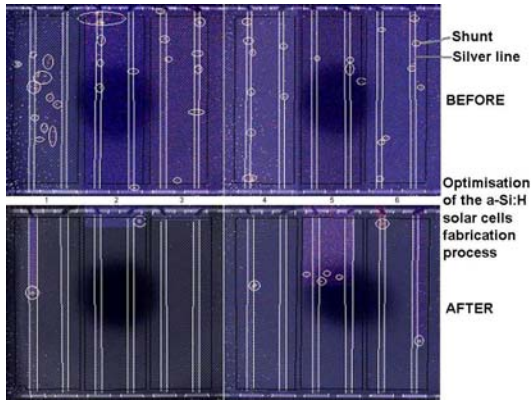 Shunt
Silver line
BEFORE
1 2 3 4 5 6
Optimisation
of the a-Si:H
solar cells
fabrication
process
AFTER